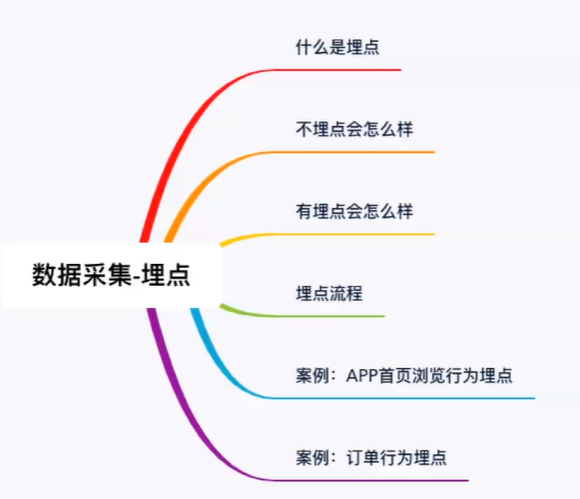 什么是埋点
不埋点会怎么样
有埋点会怎么样
数据采集-埋点
埋点流程
案例：APP首页浏览行为埋点
案例：订单行为埋点